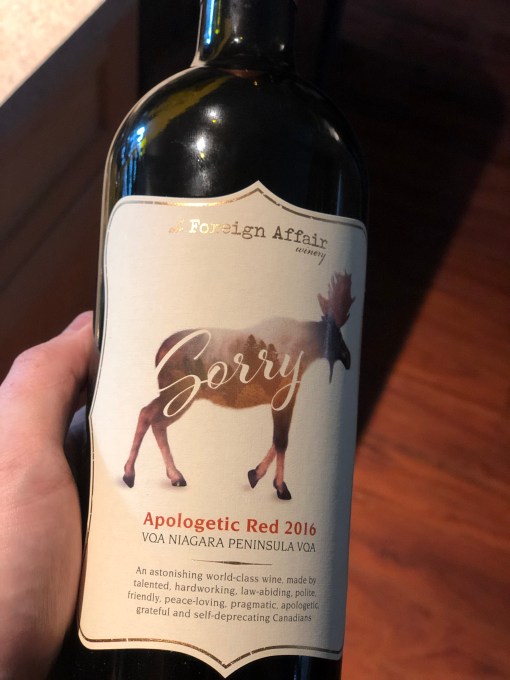 the Foreign Affair
winery
Sorry
Apologetic Red 2016
VQA NIAGARA PENINSULA VQA
An astonishing world-class wine, made by
talented, hardworking, law-abiding, polite,
friendly, peace-loving, pragmatic, apologetic,
grateful and self-deprecating Canadians